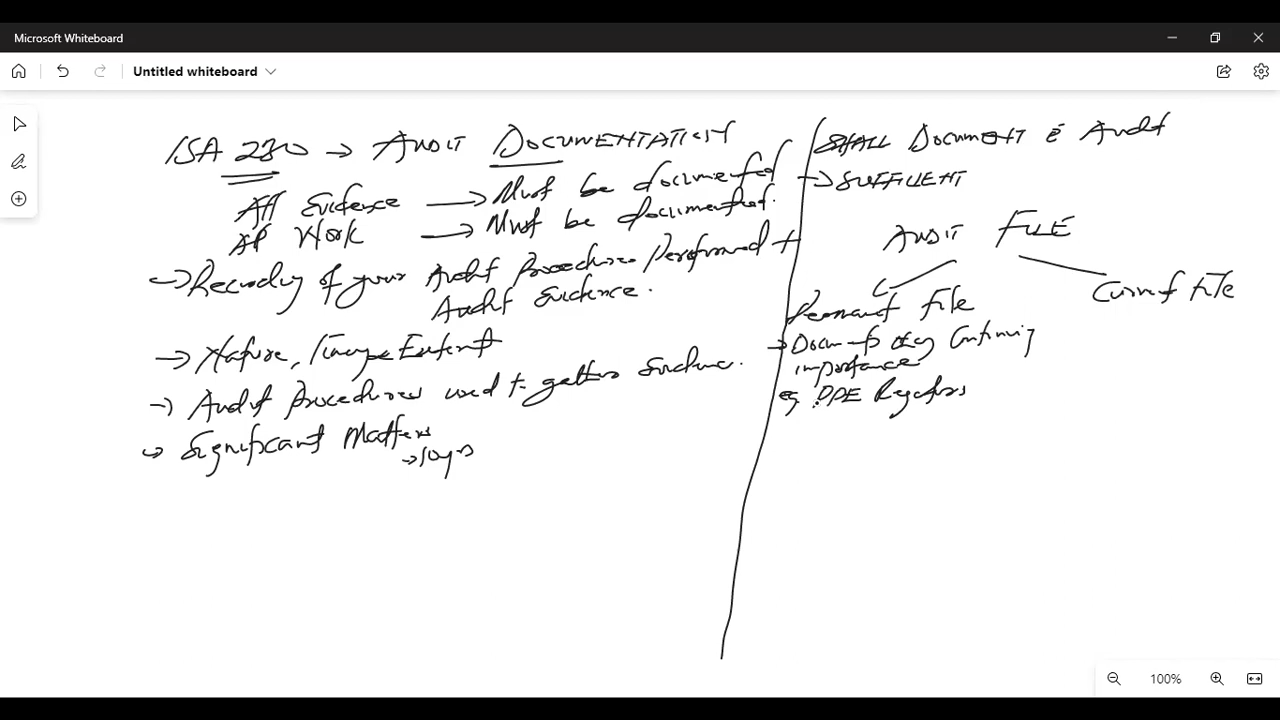 Microsoft Whiteboard
Untitled whiteboard
ISA 230 → AUDIT DOCUMENTATION
All Evidence → Must be documented
All Work → Must be documented.
→ Recording of your Audit Procedures Performed +
Audit Evidence.
→ Nature, Timing Extent
→ Audit Procedures used to gather Evidence.
→ Significant Matters
→
SHALL Document Audit
→ SUFFICIENT
AUDIT FILE
Permanent File
Current File
→ Documents of Continuing
importance
eg PPE Registers
100%